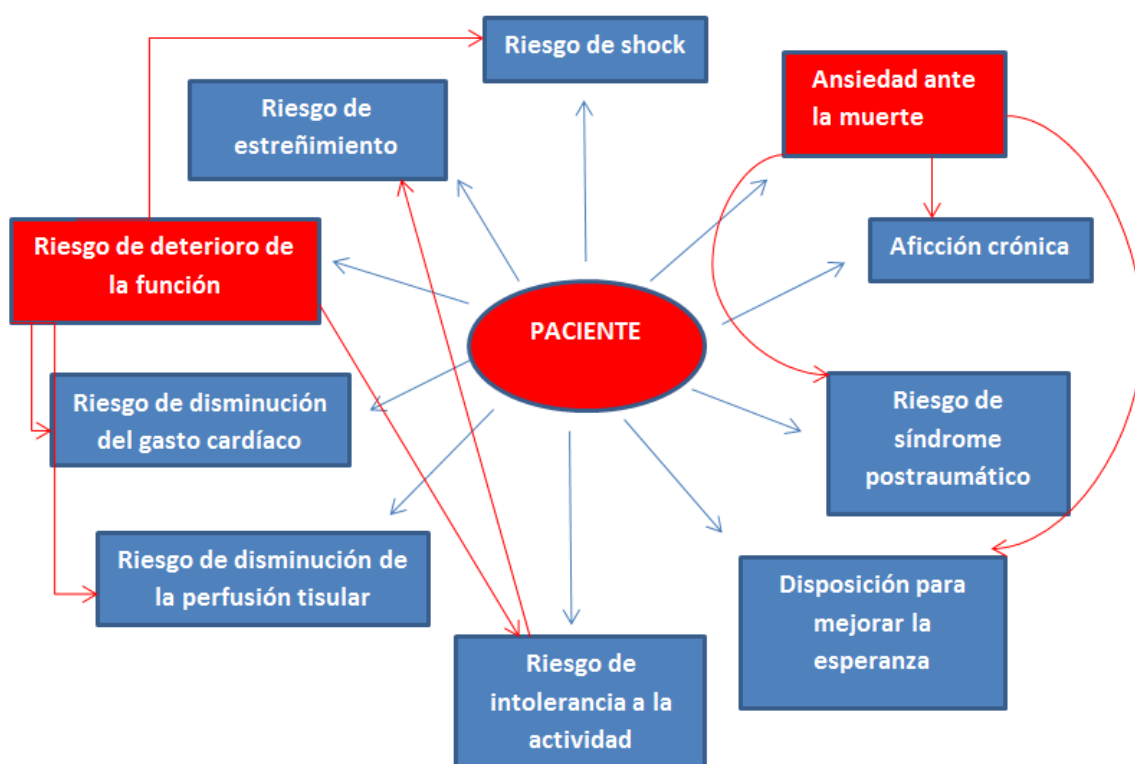 Riesgo de shock
Ansiedad ante
la muerte
Riesgo de
estreñimiento
Riesgo de deterioro de
la función
Aficción crónica
PACIENTE
Riesgo de disminución
del gasto cardíaco
Riesgo de
síndrome
postraumático
Riesgo de disminución de
la perfusión tisular
Disposición para
mejorar la
esperanza
Riesgo de
intolerancia a la
actividad